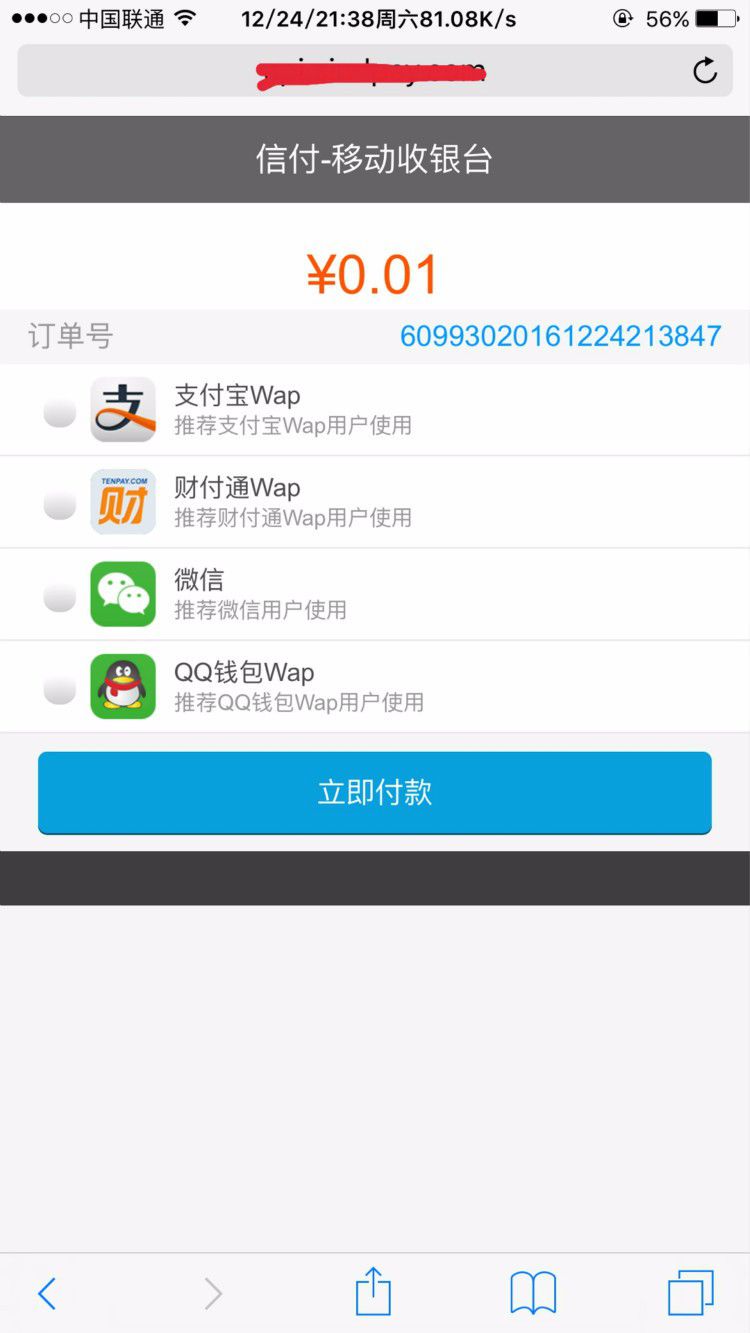 中国联通
12/24/21:38周六81.08K/s
56%
信付-移动收银台
¥0.01
订单号
60993020161224213847
支
支付宝Wap
推荐支付宝Wap用户使用
TENPAY.COM
财
财付通Wap
推荐财付通Wap用户使用
微信
推荐微信用户使用
QQ钱包Wap
推荐QQ钱包Wap用户使用
立即付款